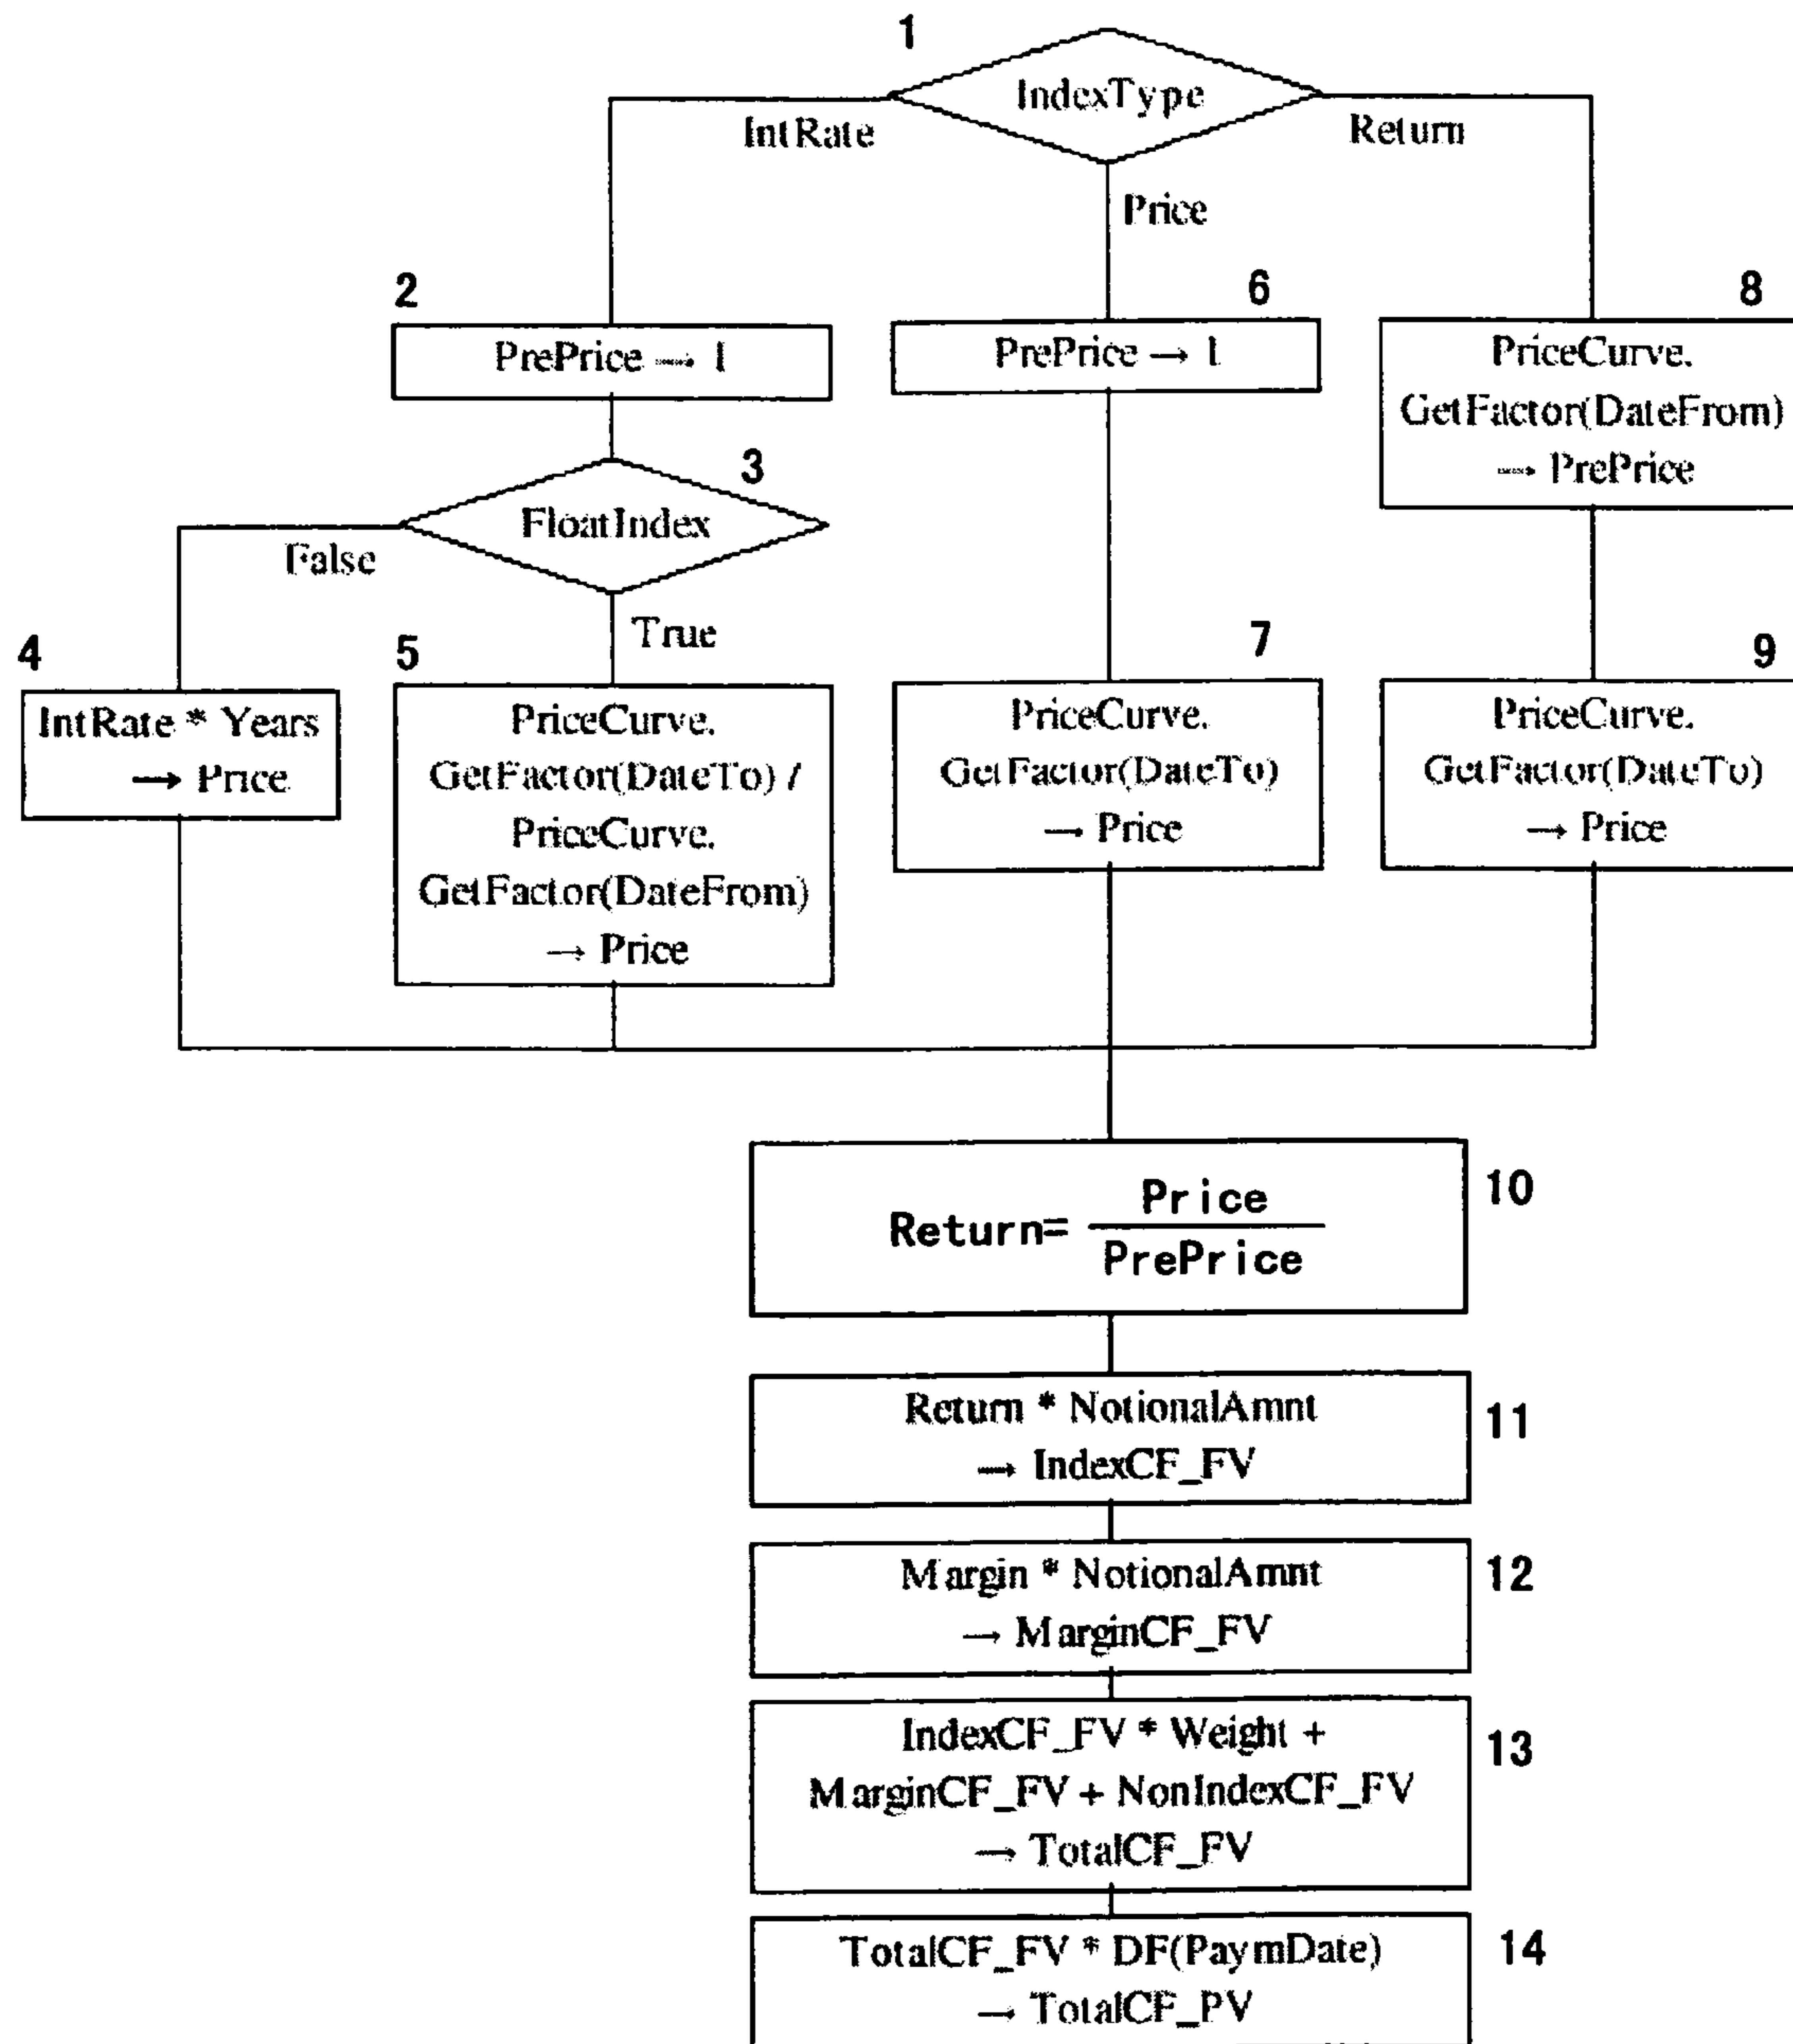 1
IndexType
IntRate
Return
Price
2
PrePrice → 1
6
PrePrice → 1
8
PriceCurve.
GetFactor(DateFrom)
→ PrePrice
3
FloatIndex
False
True
4
IntRate * Years
→ Price
5
PriceCurve.
GetFactor(DateTo) /
PriceCurve.
GetFactor(DateFrom)
→ Price
7
PriceCurve.
GetFactor(DateTo)
→ Price
9
PriceCurve.
GetFactor(DateTo)
→ Price
10
Return= Price
PrePrice
Return * NotionalAmnt
→ IndexCF_FV
11
Margin * NotionalAmnt
→ MarginCF_FV
12
IndexCF_FV * Weight +
MarginCF_FV + NonIndexCF_FV
→ TotalCF_FV
13
TotalCF_FV * DF(PaymDate)
→ TotalCF_PV
14